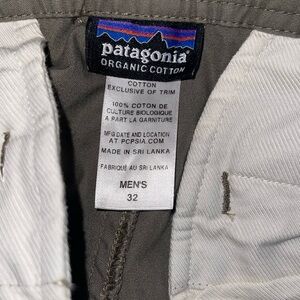 patagonia®
ORGANIC COTTON
COTTON
EXCLUSIVE OF TRIM
100% COTON DE
CULTURE BIOLOGIQUE
A PART LA GARNITURE
MFG DATE AND LOCATION
AT PCPSIA.COM
MADE IN SRI LANKA
FABRIQUÉ AU SRI LANKA
MEN'S
32